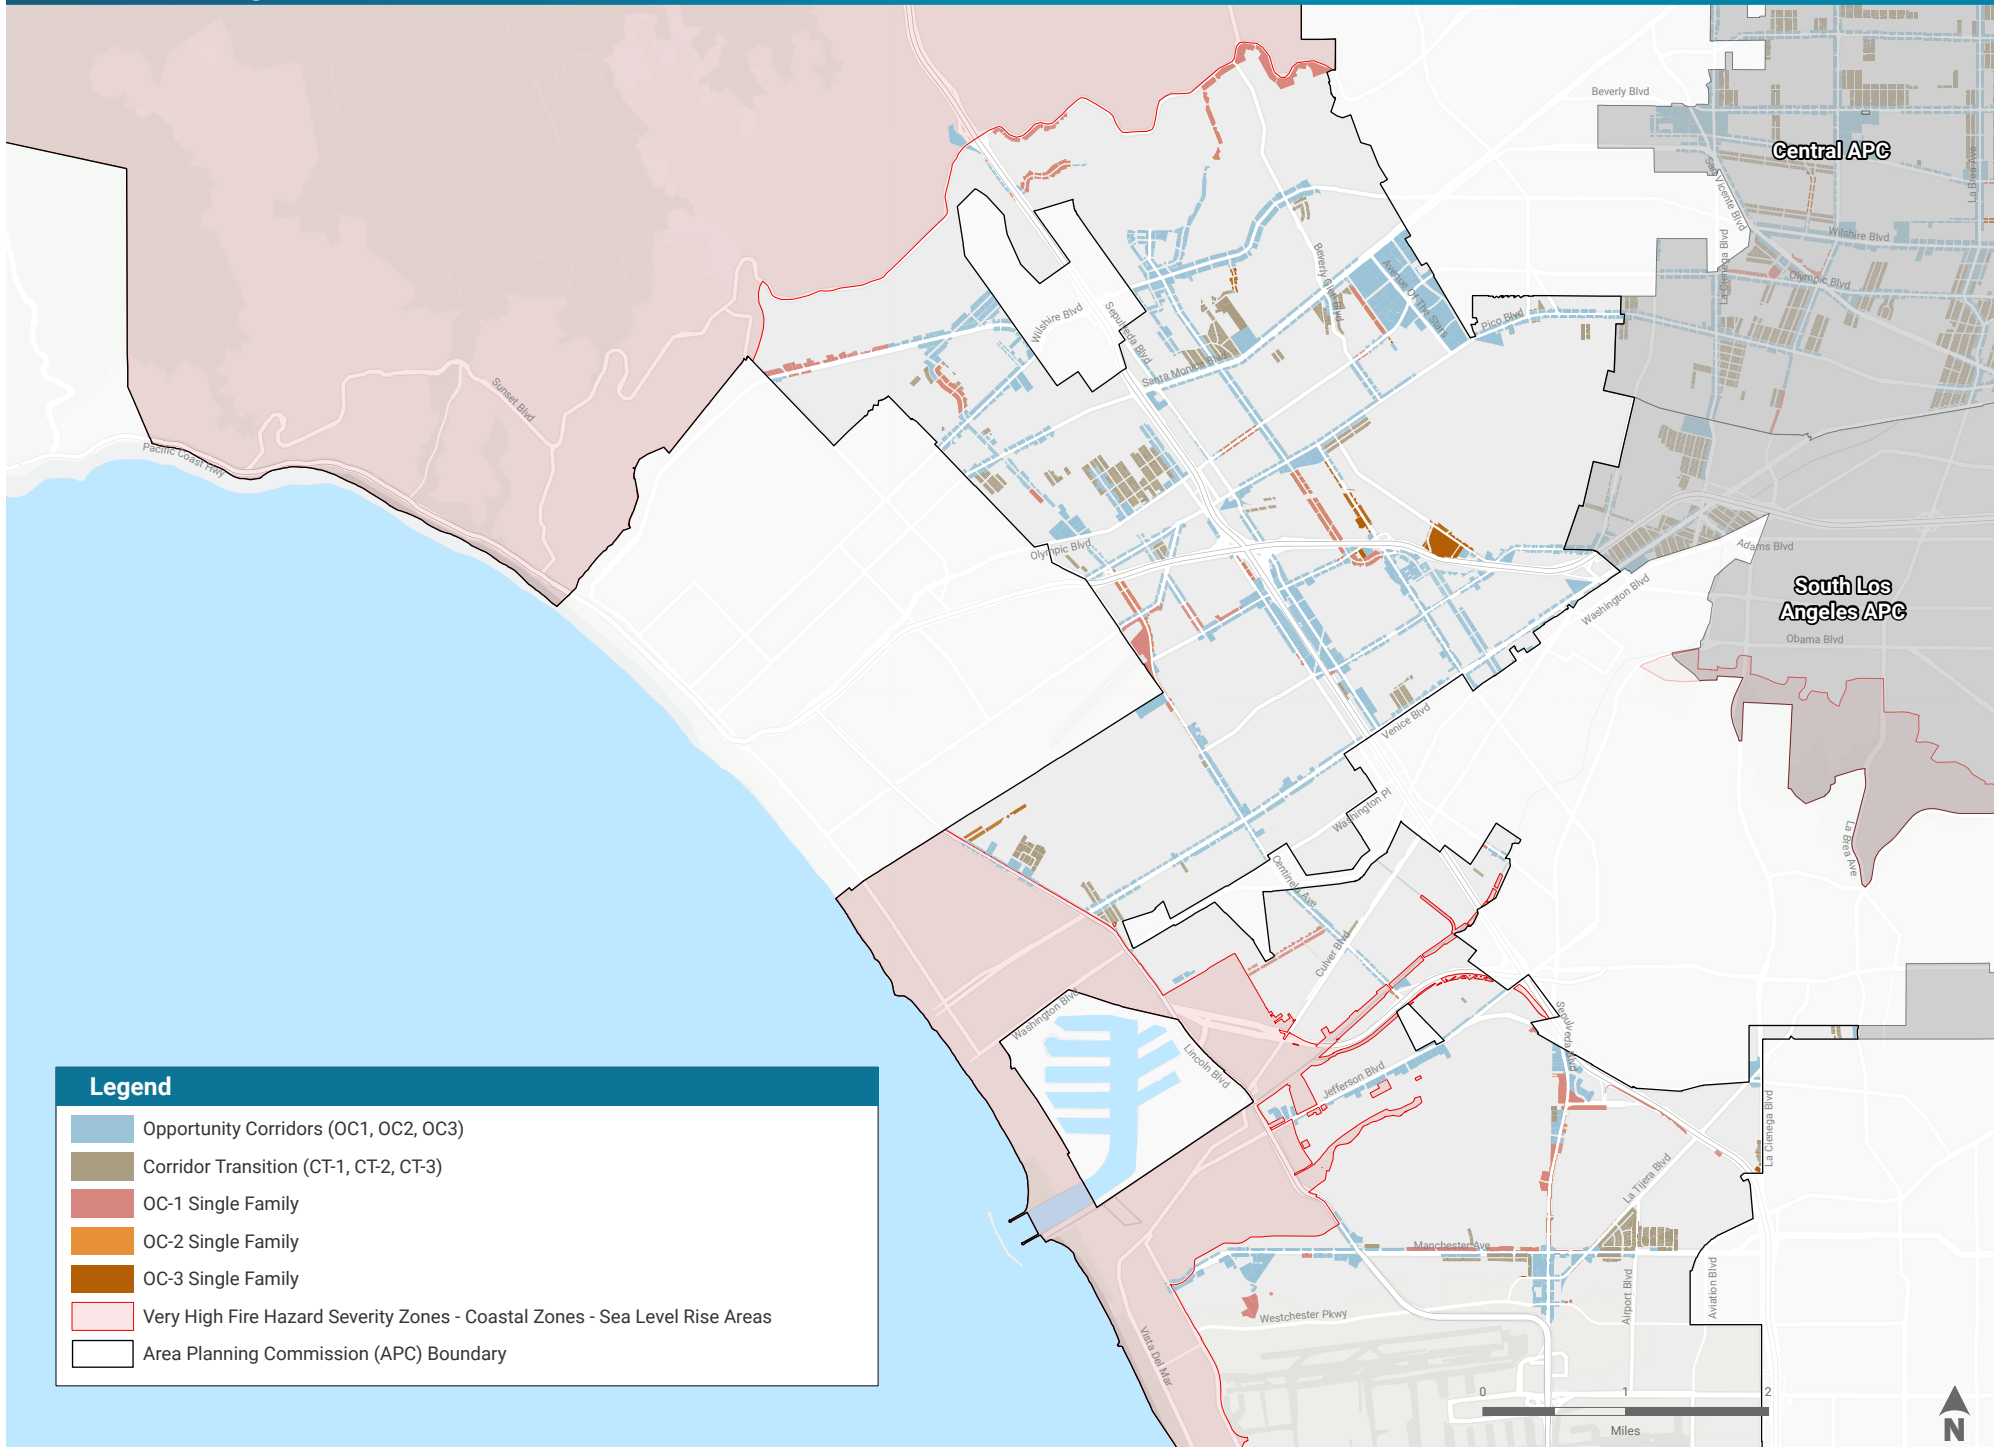 Beverly Blvd
Central APC
San Vicente Blvd
La Brea Ave
Wilshire Blvd
La Cienega Blvd
Olympic Blvd
Beverly Glen Blvd
Avenue Of The Stars
Pico Blvd
Wilshire Blvd
Sepulveda Blvd
Santa Monica Blvd
Sunset Blvd
Pacific Coast Hwy
Olympic Blvd
Adams Blvd
Washington Blvd
South Los
Angeles APC
Obama Blvd
Venice Blvd
Washington Pl
La Brea Ave
Centinela Ave
Culver Blvd
Washington Blvd
Lincoln Blvd
Jefferson Blvd
Sepulveda Blvd
La Cienega Blvd
La Tijera Blvd
Manchester Ave
Airport Blvd
Aviation Blvd
Westchester Pkwy
Vista Del Mar
Legend
Opportunity Corridors (OC1, OC2, OC3)
Corridor Transition (CT-1, CT-2, CT-3)
OC-1 Single Family
OC-2 Single Family
OC-3 Single Family
Very High Fire Hazard Severity Zones - Coastal Zones - Sea Level Rise Areas
Area Planning Commission (APC) Boundary
0 1 2
Miles
N